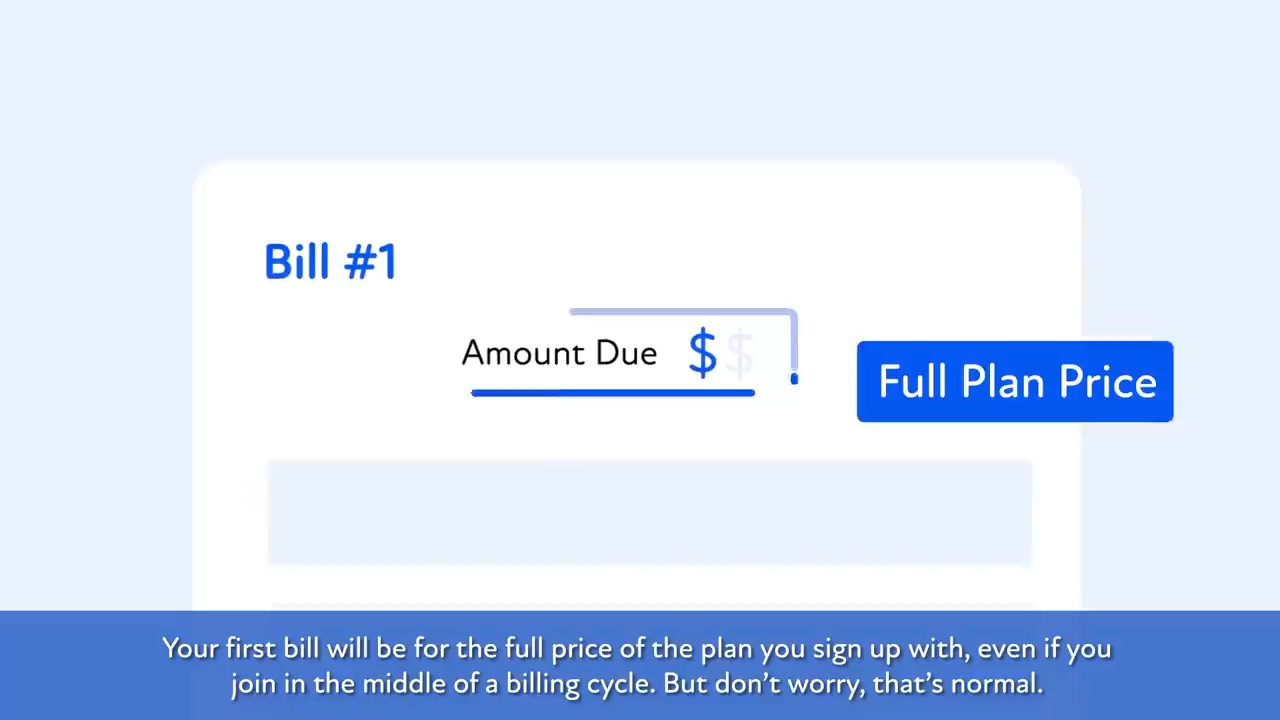 Bill #1
Amount Due $ $
Full Plan Price
Your first bill will be for the full price of the plan you sign up with, even if you
join in the middle of a billing cycle. But don’t worry, that’s normal.